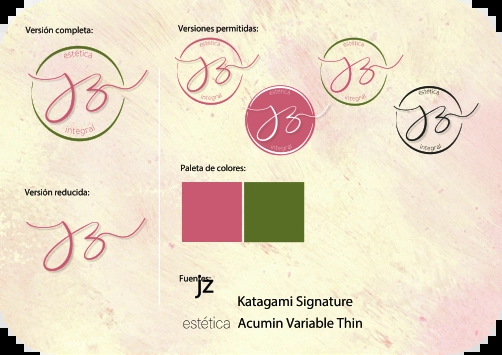 Versión completa:
estética
jz
integral
Versión reducida:
jz
Versiones permitidas:
estética
jz
integral
estética
jz
integral
estética
jz
integral
estética
jz
integral
Paleta de colores:
Fuentes:
jz
Katagami Signature
estética Acumin Variable Thin